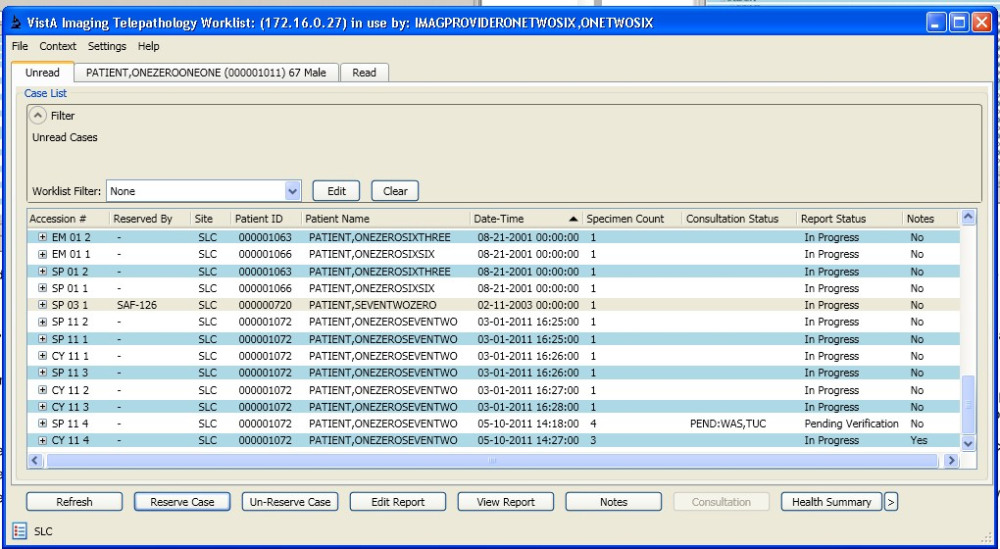 VistA Imaging Telepathology Worklist: (172.16.0.27) in use by: IMAGPROVIDERONETWOSIX,ONETWOSIX
File Context Settings Help
Unread PATIENT,ONEZEROONEONE (000001011) 67 Male Read
Case List
Filter
Unread Cases
Worklist Filter: None Edit Clear
Accession # Reserved By Site Patient ID Patient Name Date-Time Specimen Count Consultation Status Report Status Notes
EM 01 2 - SLC 000001063 PATIENT,ONEZEROSIXTHREE 08-21-2001 00:00:00 1 In Progress No
EM 01 1 - SLC 000001066 PATIENT,ONEZEROSIXSIX 08-21-2001 00:00:00 1 In Progress No
SP 01 2 - SLC 000001063 PATIENT,ONEZEROSIXTHREE 08-21-2001 00:00:00 1 In Progress No
SP 01 1 - SLC 000001066 PATIENT,ONEZEROSIXSIX 08-21-2001 00:00:00 1 In Progress No
SP 03 1 SAF-126 SLC 000000720 PATIENT,SEVENTWOZERO 02-11-2003 00:00:00 1 In Progress No
SP 11 2 - SLC 000001072 PATIENT,ONEZEROSEVENTWO 03-01-2011 16:25:00 1 In Progress No
SP 11 1 - SLC 000001072 PATIENT,ONEZEROSEVENTWO 03-01-2011 16:25:00 1 In Progress No
CY 11 1 - SLC 000001072 PATIENT,ONEZEROSEVENTWO 03-01-2011 16:26:00 1 In Progress No
SP 11 3 - SLC 000001072 PATIENT,ONEZEROSEVENTWO 03-01-2011 16:26:00 1 In Progress No
CY 11 2 - SLC 000001072 PATIENT,ONEZEROSEVENTWO 03-01-2011 16:27:00 1 In Progress No
CY 11 3 - SLC 000001072 PATIENT,ONEZEROSEVENTWO 03-01-2011 16:28:00 1 In Progress No
SP 11 4 - SLC 000001072 PATIENT,ONEZEROSEVENTWO 05-10-2011 14:18:00 4 PEND:WAS,TUC Pending Verification No
CY 11 4 - SLC 000001072 PATIENT,ONEZEROSEVENTWO 05-10-2011 14:27:00 3 In Progress Yes
Refresh Reserve Case Un-Reserve Case Edit Report View Report Notes Consultation Health Summary >
SLC